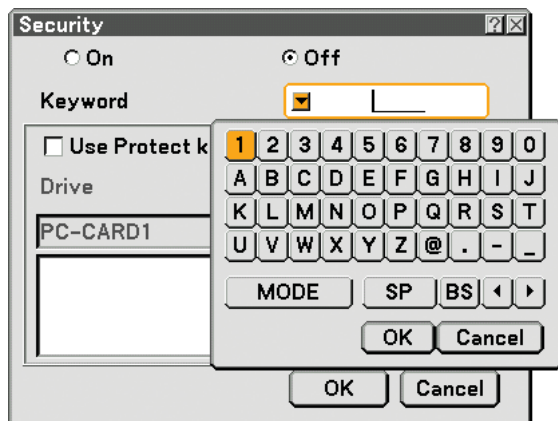 Security ? ×
On Off
Keyword
Use Protect k
Drive
PC-CARD1
1 2 3 4 5 6 7 8 9 0
A B C D E F G H I J
K L M N O P Q R S T
U V W X Y Z @ . - _
MODE SP BS
OK Cancel
OK Cancel